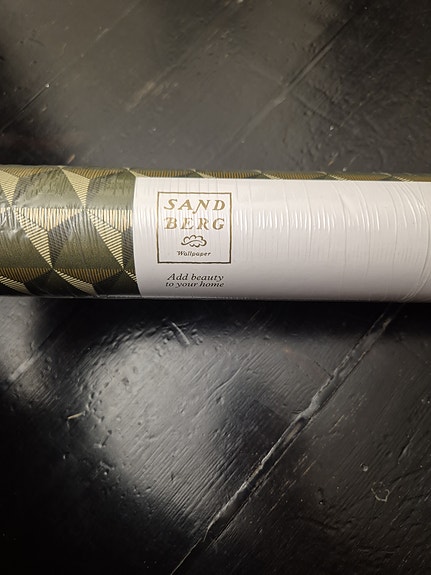 SAND
BERG
Wallpaper
Add beauty
to your home